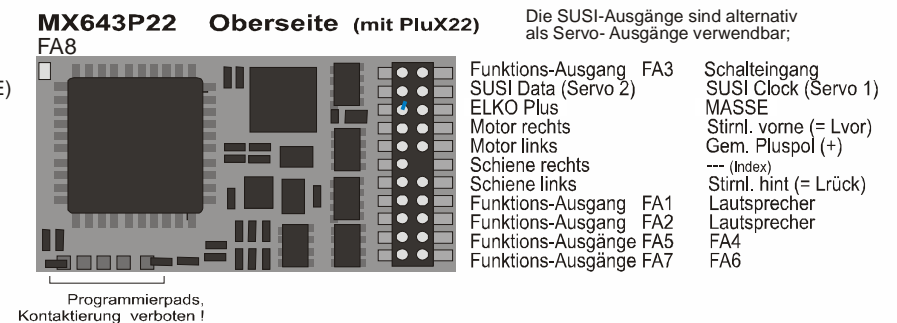 MX643P22 Oberseite (mit PluX22)
FA8
Die SUSI-Ausgänge sind alternativ
als Servo- Ausgänge verwendbar;
E)
Funktions-Ausgang FA3 Schalteingang
SUSI Data (Servo 2) SUSI Clock (Servo 1)
ELKO Plus MASSE
Motor rechts Stirnl. vorne (= Lvor)
Motor links Gem. Pluspol (+)
Schiene rechts --- (Index)
Schiene links Stirnl. hint (= Lrück)
Funktions-Ausgang FA1 Lautsprecher
Funktions-Ausgang FA2 Lautsprecher
Funktions-Ausgänge FA5 FA4
Funktions-Ausgänge FA7 FA6
Programmierpads,
Kontaktierung verboten !